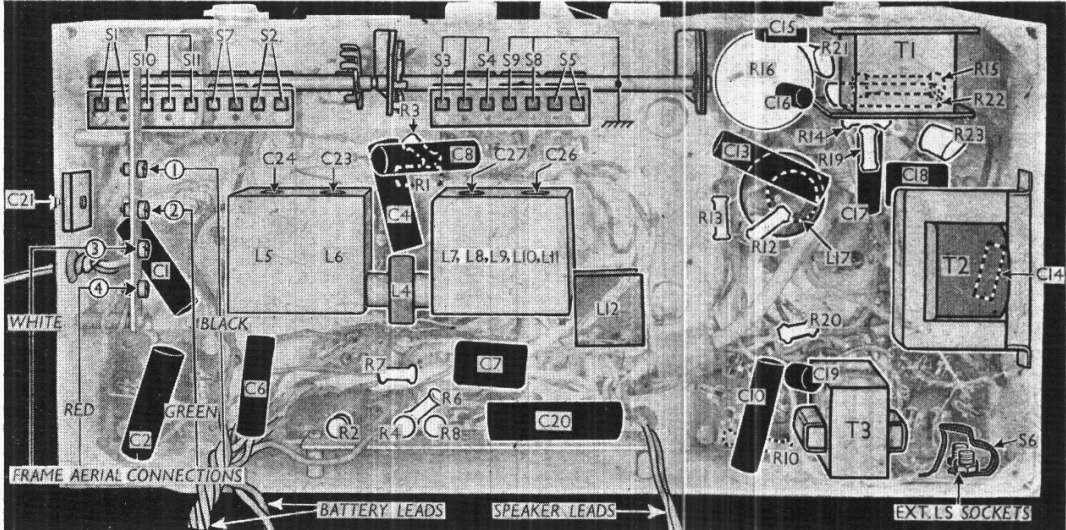 S1 S10 S11 S7 S2
S3 S4 S9 S8 S5
C15
R21
T1
R16
R15
C16
R22
R3
R14
R23
R19
C8
C13
C24 C23 C27 C26
1
R1
C18
C21
2
C4
C17
R13
3
R12
L17
C1
L5 L6
L7, L8, L9, L10, L11
T2
C14
4
L4
L12
WHITE
BLACK
R20
C6
R7
C7
C19
C10
RED
GREEN
R6
C2
R2
R4
R8
C20
T3
S6
R10
FRAME AERIAL CONNECTIONS
BATTERY LEADS
SPEAKER LEADS
EXT. LS SOCKETS